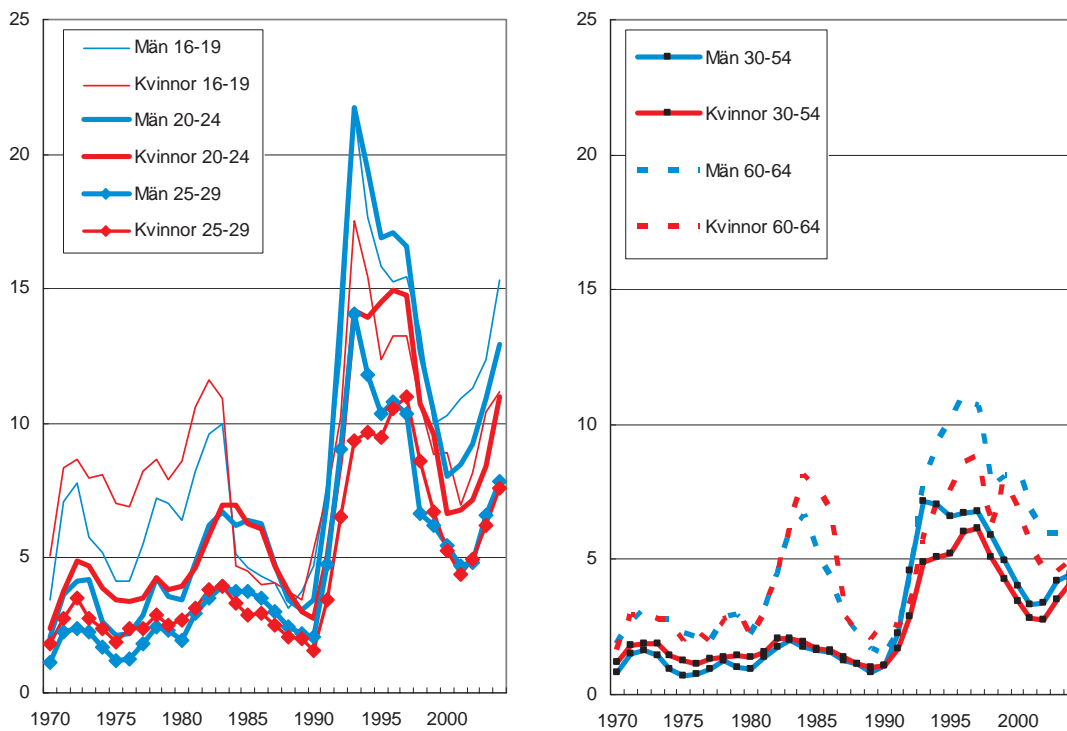 25
20
15
10
5
0
Män 16-19
Kvinnor 16-19
Män 20-24
Kvinnor 20-24
Män 25-29
Kvinnor 25-29
1970 1975 1980 1985 1990 1995 2000
25
20
15
10
5
0
Män 30-54
Kvinnor 30-54
Män 60-64
Kvinnor 60-64
1970 1975 1980 1985 1990 1995 2000